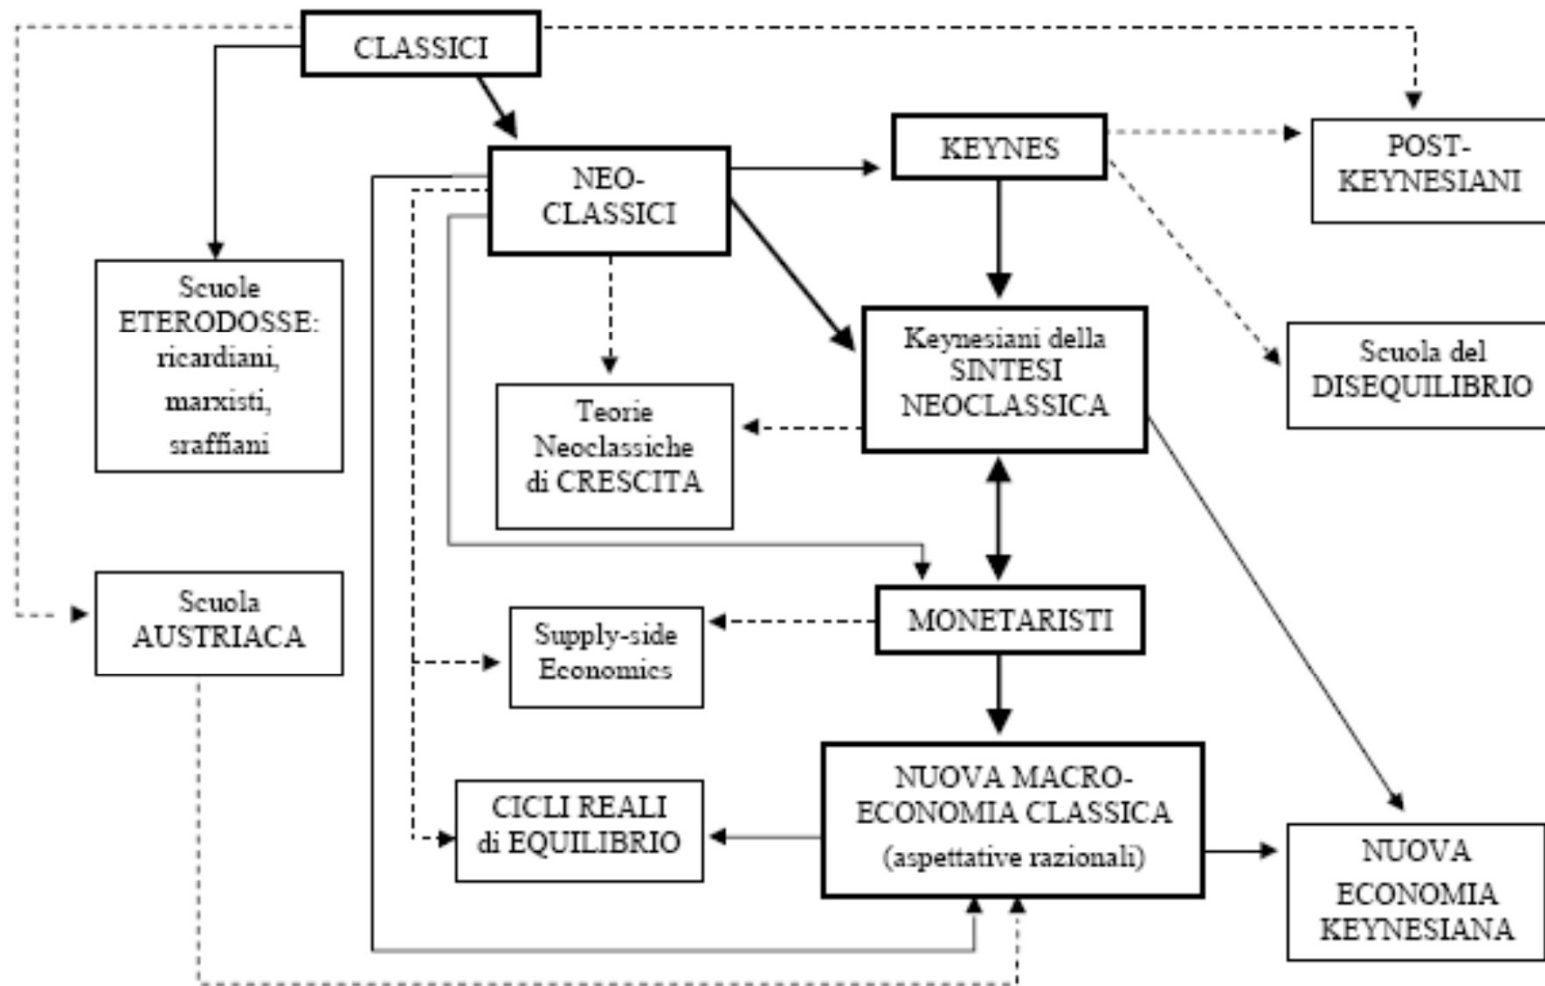 CLASSICI
KEYNES
POST-
KEYNESIANI
NEO-
CLASSICI
Scuole
ETERODOSSE:
ricardiani,
marxisti,
sraffiani
Keynesiani della
SINTESI
NEOCLASSICA
Scuola del
DISEQUILIBRIO
Teorie
Neoclassiche
di CRESCITA
Scuola
AUSTRIACA
Supply-side
Economics
MONETARISTI
CICLI REALI
di EQUILIBRIO
NUOVA MACRO-
ECONOMIA CLASSICA
(aspettative razionali)
NUOVA
ECONOMIA
KEYNESIANA